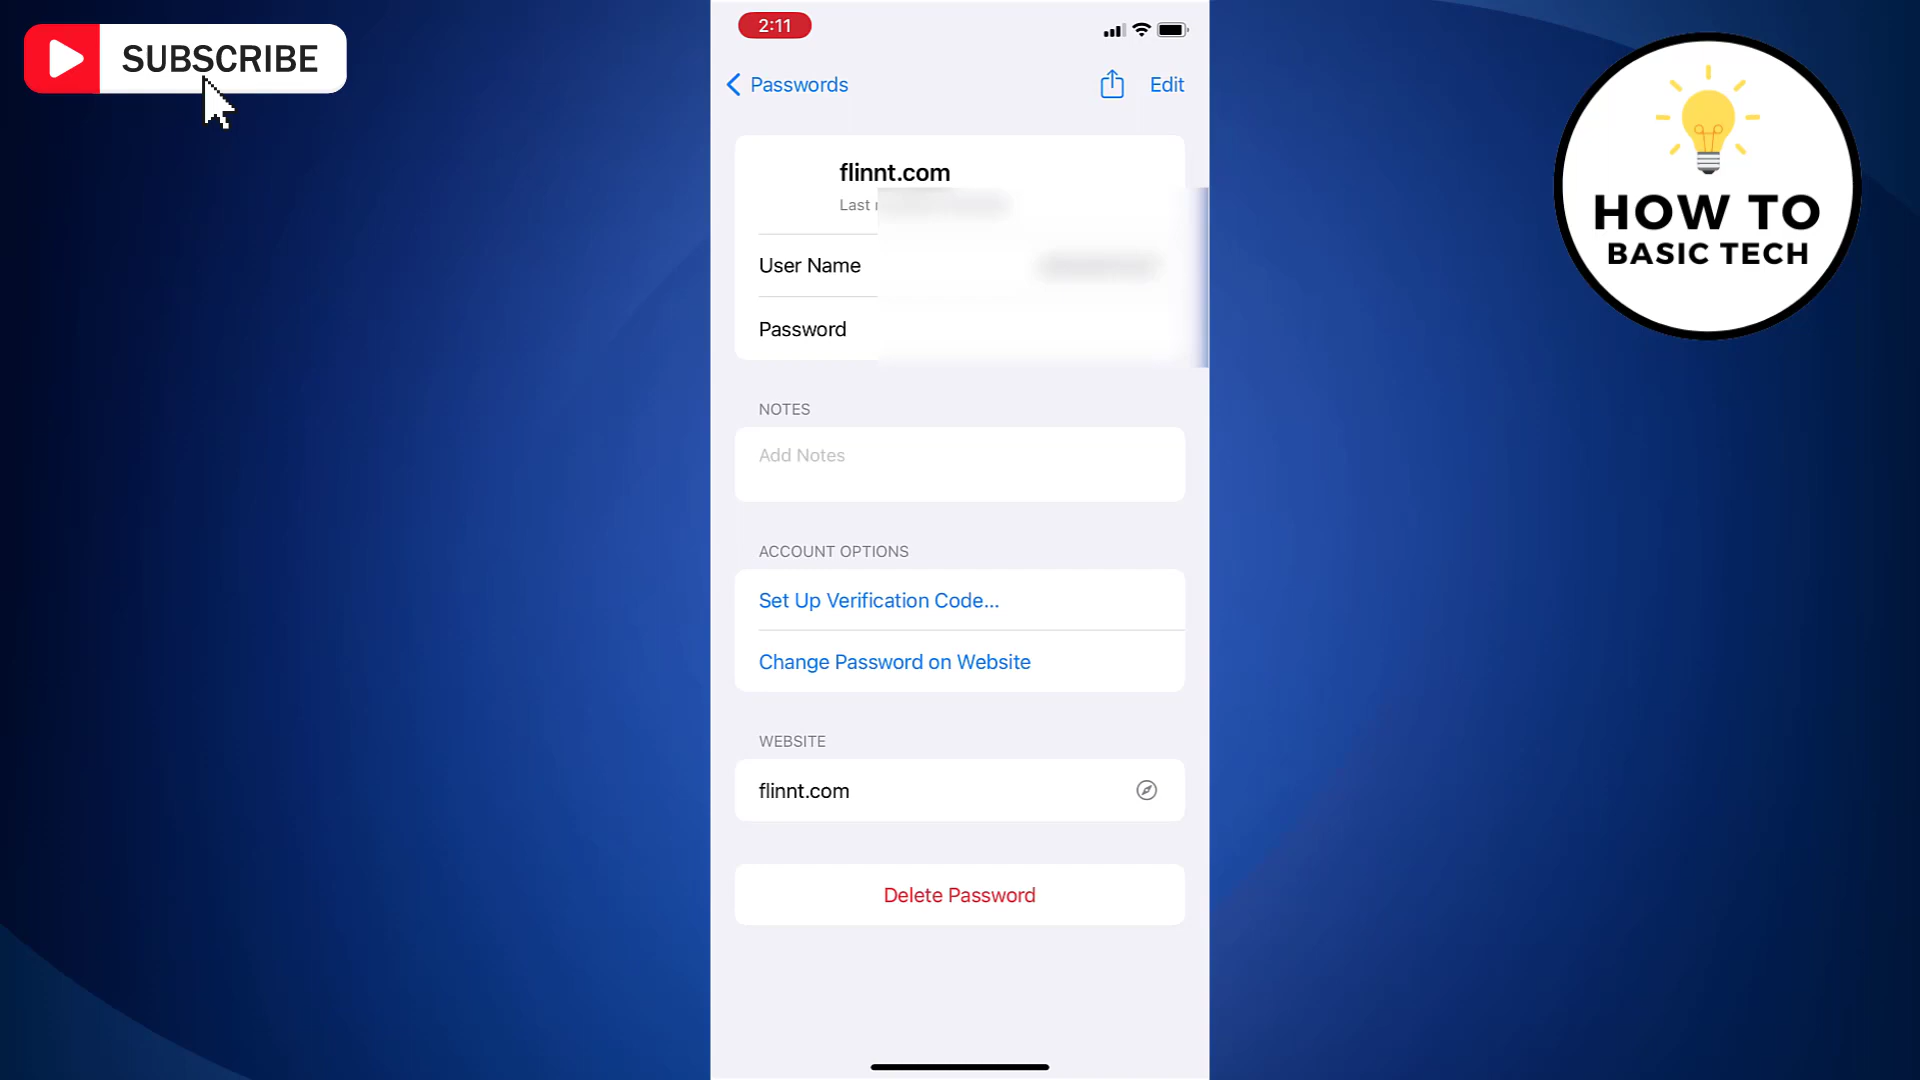 SUBSCRIBE
2:11
Passwords
Edit
flinnt.com
Last
User Name
Password
NOTES
Add Notes
ACCOUNT OPTIONS
Set Up Verification Code...
Change Password on Website
WEBSITE
flinnt.com
Delete Password
HOW TO
BASIC TECH